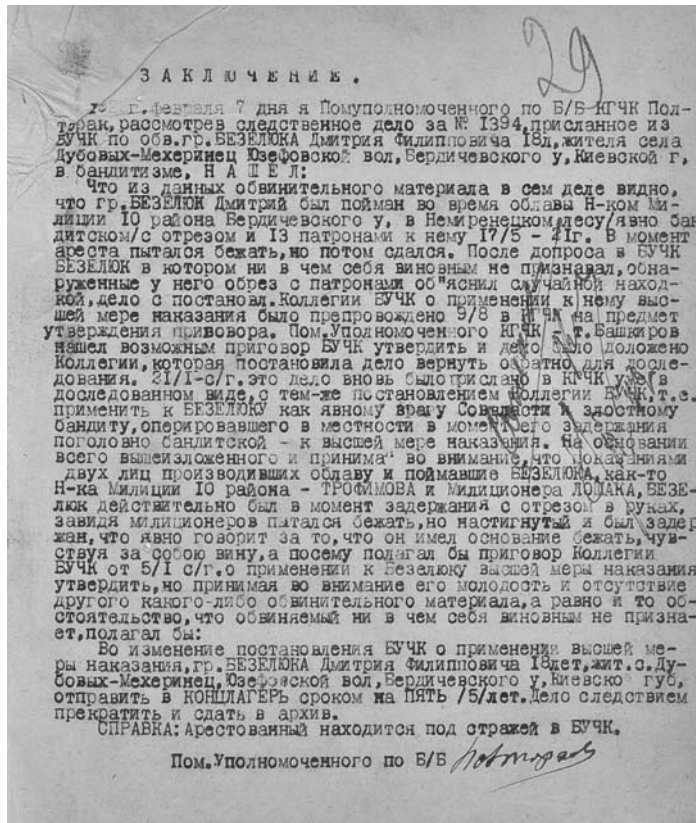 29
ЗАКЛЮЧЕНИЕ.
г. февраля 7 дня я Помуполномоченного по Б/Б КГЧК Пол-
торак, рассмотрев следственное дело за № 1394, присланное из
БУЧК по обв.гр.БЕЗЕЛЮКА Дмитрия Филипповича 18л,жителя села
Дубовых-Мехеринец Юзефовской вол,Бердичевского у,Киевской г,
в бандитизме, Н А Ш Е Л:
Что из данных обвинительного материала в сем деле видно,
что гр.БЕЗЕЛЮК Дмитрий был пойман во время облавы Н-ком Ми-
лиции 10 района Бердичевского у, в Немиренецком лесу/явно бан
дитском/с отрезом и 13 патронами к нему 17/5 - 21г. В момент
ареста пытался бежать,но потом сдался. После допроса в БУЧК
БЕЗЕЛЮК в котором ни в чем себя виновным не признавал,обна-
руженные у него обрез с патронами об"яснил случайной наход-
кой,дело с постановл.Коллегии БУЧК о применении к нему выс-
шей мере наказания было препровождено 9/8 в КГЧК на предмет
утверждения приговора. Пом.Уполномоченного КГЧК - т.Башкиров
нашел возможным приговор БУЧК утвердить и дело было доложено
Коллегии,которая постановила дело вернуть обратно для досле-
дования. 31/I-с/г.это дело вновь было прислано в КГЧК уже в
доследованном виде,с тем-же постановлением Коллегии БУЧК,т.е.
применить к БЕЗЕЛЮКУ как явному врагу Совласти и злостному
бандиту,оперировавшего в местности в момент его задержания
поголовно бандитской - к высшей мере наказания. На основании
всего вышеизложенного и принима во внимание,что показаниями
двух лиц производивших облаву и поймавшие БЕЗЕЛЮКА,как-то
Н-ка Милиции 10 района - ТРОФИМОВА и Милиционера ЛОДАКА,БЕЗЕ-
ЛЮК действительно был в момент задержания с отрезом в руках,
завидя милиционеров пытался бежать,но настигнутый и был задер
жан,что явно говорит за то,что он имел основание бежать,чув-
ствуя за собою вину,а посему полагал бы приговор Коллегии
БУЧК от 5/I с/г.о применении к Безелюку высшей меры наказания
утвердить,но принимая во внимание его молодость и отсутствие
другого какого-либо обвинительного материала,а равно и то об-
стоятельство,что обвиняемый ни в чем себя виновным не призна-
ет,полагал бы:
Во изменение постановления БУЧК о применении высшей ме-
ры наказания,гр.БЕЗЕЛЮКА Дмитрия Филипповича 18лет,жит.с.Ду-
бовых-Мехеринец,Юзефовской вол,Бердичевского у,Киевско губ,
отправить в КОНЦЛАГЕРЬ сроком на ПЯТЬ /5/лет.Дело следствием
прекратить и сдать в архив.
СПРАВКА:Арестованный находится под стражей в БУЧК.
Пом.Уполномоченного по Б/Б